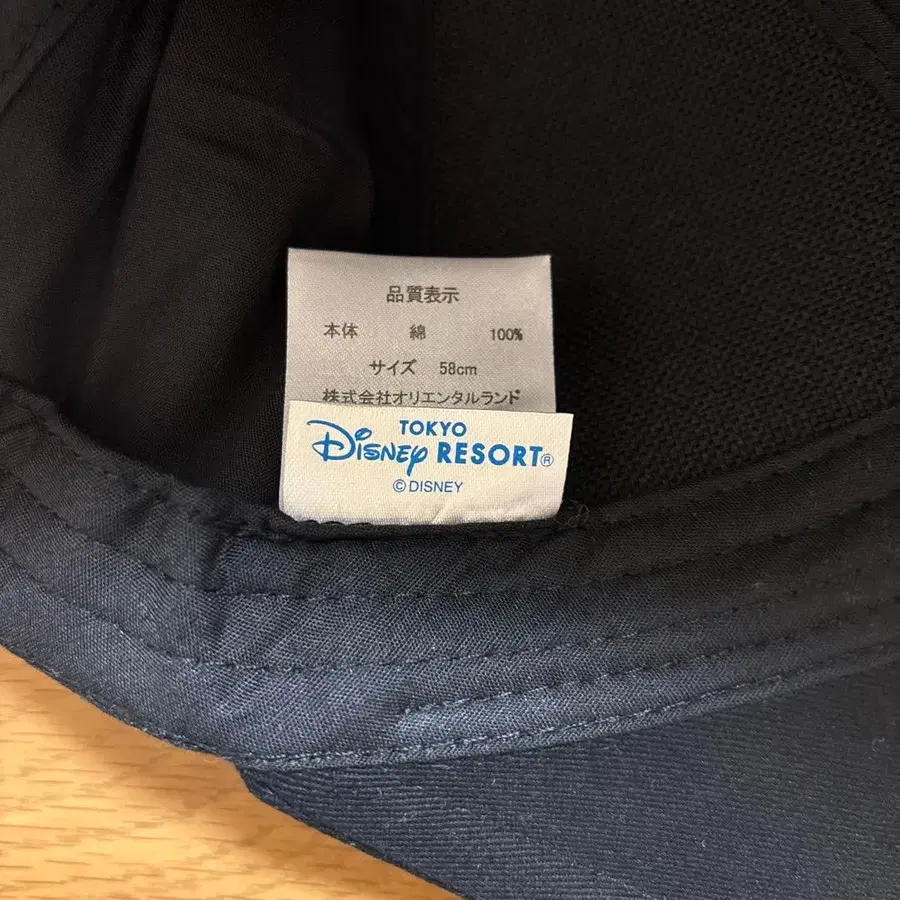 品質表示
本体 綿 100%
サイズ 58cm
株式会社オリエンタルランド
TOKYO
Disney RESORT®
©DISNEY